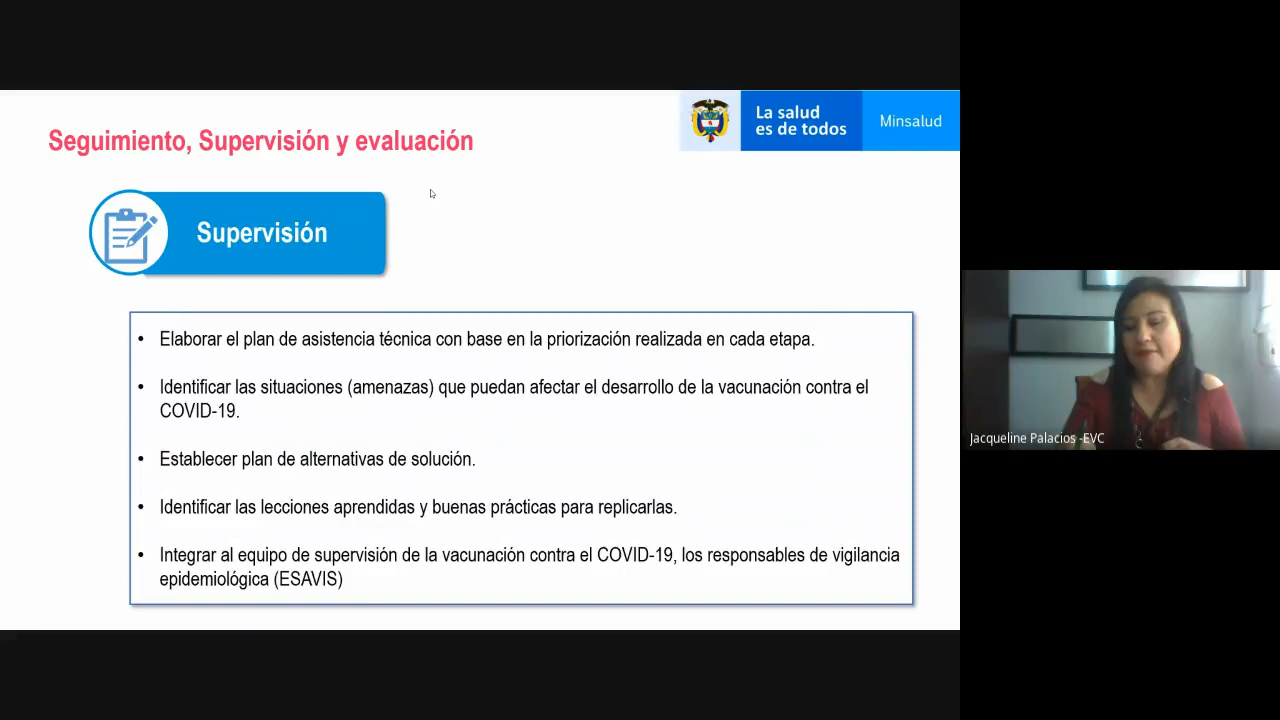 La salud
es de todos
Minsalud
Seguimiento, Supervisión y evaluación
Supervisión
• Elaborar el plan de asistencia técnica con base en la priorización realizada en cada etapa.
• Identificar las situaciones (amenazas) que puedan afectar el desarrollo de la vacunación contra el
COVID-19.
• Establecer plan de alternativas de solución.
• Identificar las lecciones aprendidas y buenas prácticas para replicarlas.
• Integrar al equipo de supervisión de la vacunación contra el COVID-19, los responsables de vigilancia
epidemiológica (ESAVIS)
Jacqueline Palacios -EVC